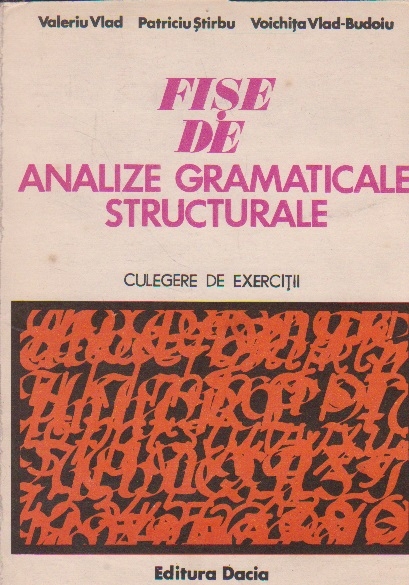 Valeriu Vlad Patriciu Știrbu Voichița Vlad-Budoiu
FIȘE
DE
ANALIZE GRAMATICALE
STRUCTURALE
CULEGERE DE EXERCIȚII
Editura Dacia